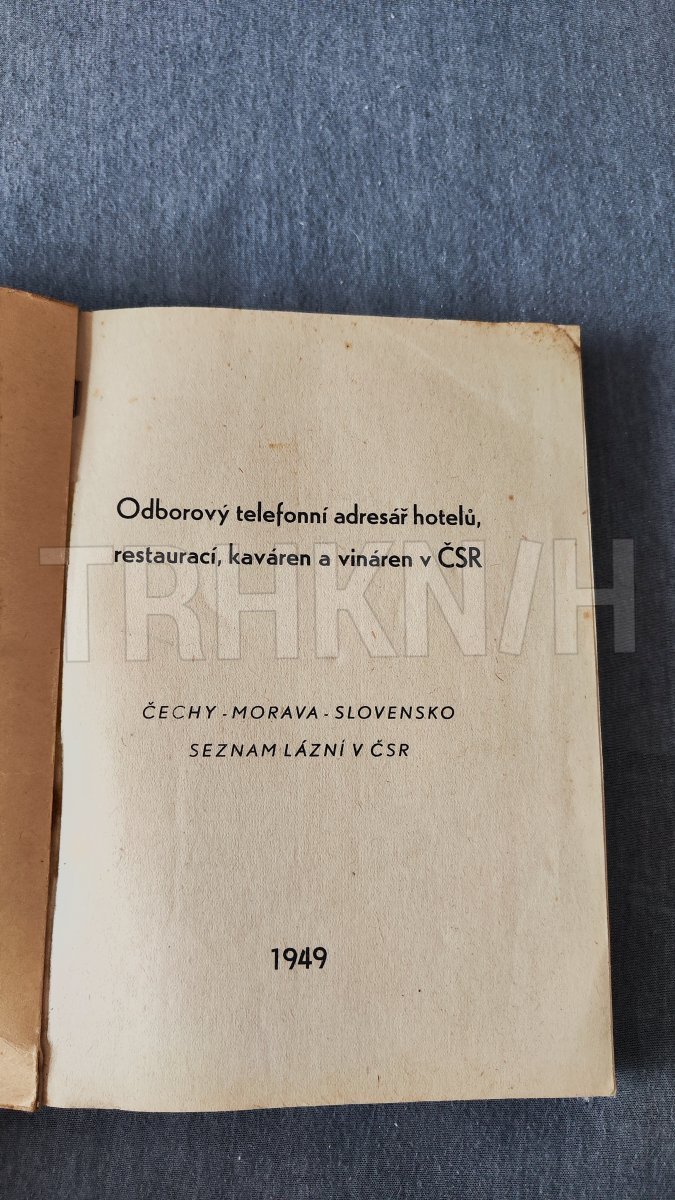 Odborový telefonní adresář hotelů,
restaurací, kaváren a vináren v ČSR
TRHKNIH
ČECHY - MORAVA - SLOVENSKO
SEZNAM LÁZNÍ V ČSR
1949